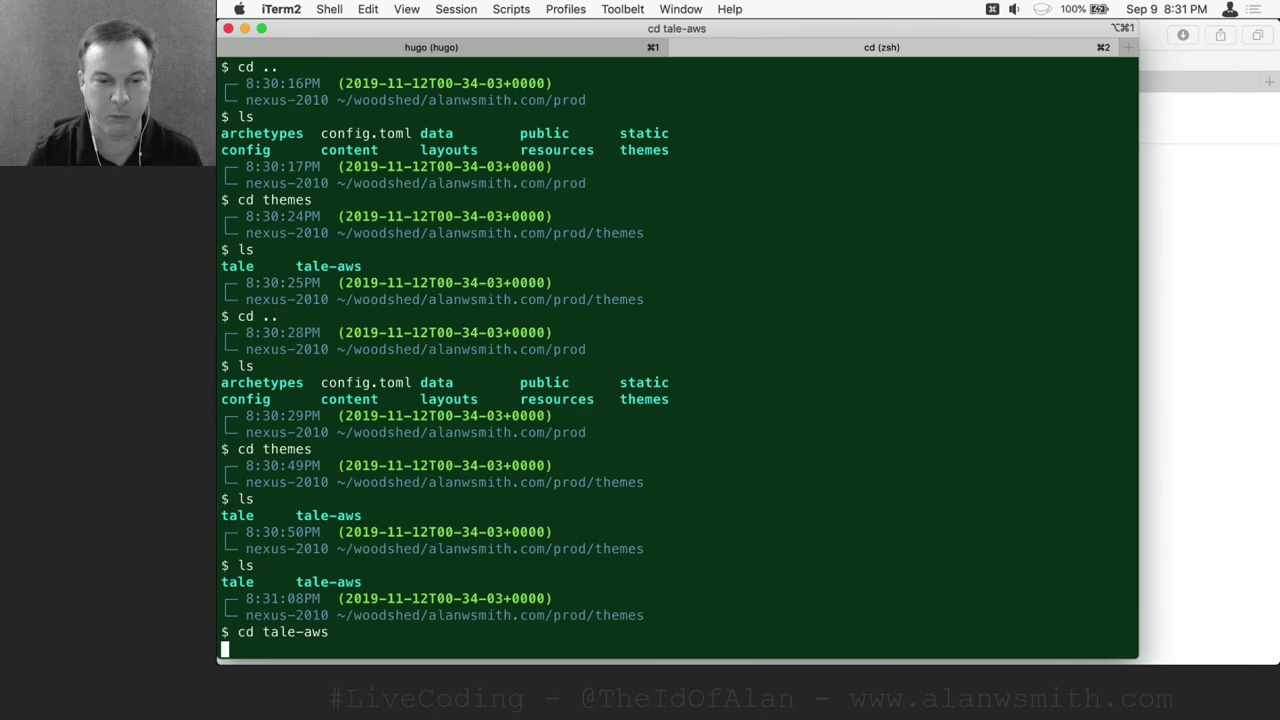 iTerm2 Shell Edit View Session Scripts Profiles Toolbelt Window Help 100% Sep 9 8:31 PM
cd tale-aws ⌥⌘1
hugo (hugo) ⌘1 cd (zsh) ⌘2
$ cd ..
8:30:16PM (2019-11-12T00-34-03+0000)
nexus-2010 ~/woodshed/alanwsmith.com/prod
$ ls
archetypes config.toml data public static
config content layouts resources themes
8:30:17PM (2019-11-12T00-34-03+0000)
nexus-2010 ~/woodshed/alanwsmith.com/prod
$ cd themes
8:30:24PM (2019-11-12T00-34-03+0000)
nexus-2010 ~/woodshed/alanwsmith.com/prod/themes
$ ls
tale tale-aws
8:30:25PM (2019-11-12T00-34-03+0000)
nexus-2010 ~/woodshed/alanwsmith.com/prod/themes
$ cd ..
8:30:28PM (2019-11-12T00-34-03+0000)
nexus-2010 ~/woodshed/alanwsmith.com/prod
$ ls
archetypes config.toml data public static
config content layouts resources themes
8:30:29PM (2019-11-12T00-34-03+0000)
nexus-2010 ~/woodshed/alanwsmith.com/prod
$ cd themes
8:30:49PM (2019-11-12T00-34-03+0000)
nexus-2010 ~/woodshed/alanwsmith.com/prod/themes
$ ls
tale tale-aws
8:30:50PM (2019-11-12T00-34-03+0000)
nexus-2010 ~/woodshed/alanwsmith.com/prod/themes
$ ls
tale tale-aws
8:31:08PM (2019-11-12T00-34-03+0000)
nexus-2010 ~/woodshed/alanwsmith.com/prod/themes
$ cd tale-aws
#LiveCoding - @TheIdOfAlan - www.alanwsmith.com